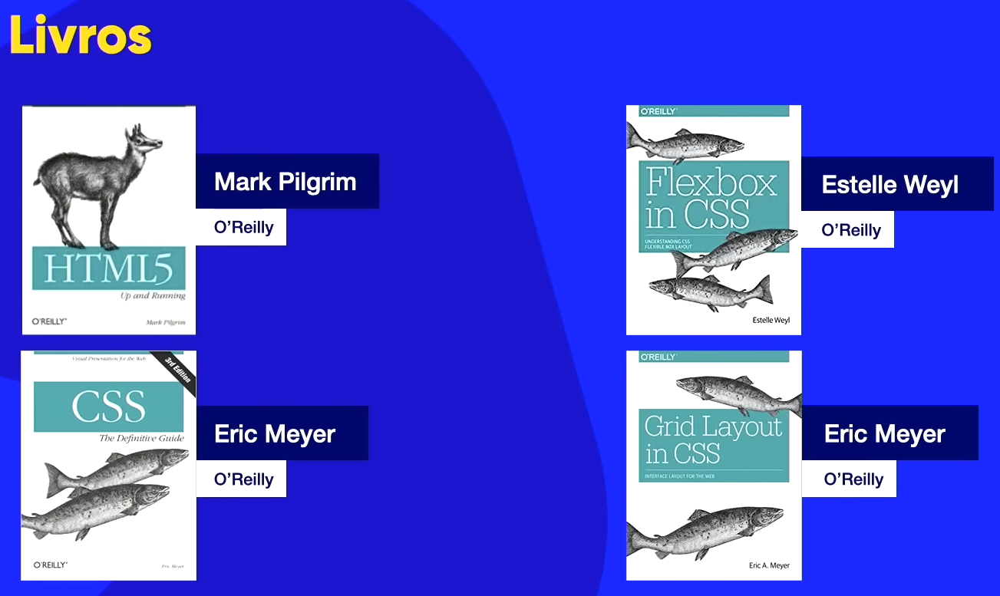 Livros
HTML5
Up and Running
O'REILLY®
Mark Pilgrim
Mark Pilgrim
O'Reilly
O'REILLY®
Flexbox
in CSS
UNDERSTANDING CSS
FLEXIBLE BOX LAYOUT
Estelle Weyl
Estelle Weyl
O'Reilly
Visual Presentation for the Web
3rd Edition
CSS
The Definitive Guide
O'REILLY®
Eric Meyer
Eric Meyer
O'Reilly
O'REILLY®
Grid Layout
in CSS
INTERFACE LAYOUT FOR THE WEB
Eric A. Meyer
Eric Meyer
O'Reilly